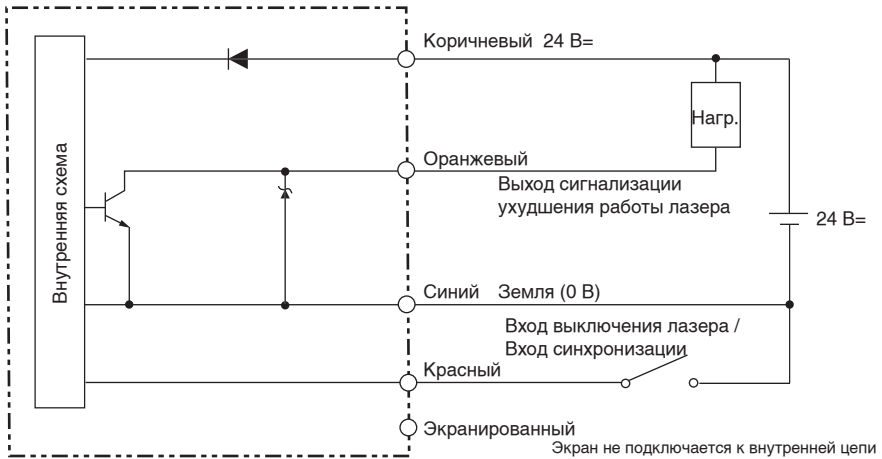 Коричневый 24 В=
Нагр.
Оранжевый
Выход сигнализации
ухудшения работы лазера
Внутренняя схема
24 В=
Синий Земля (0 В)
Вход выключения лазера /
Вход синхронизации
Красный
Экранированный
Экран не подключается к внутренней цепи